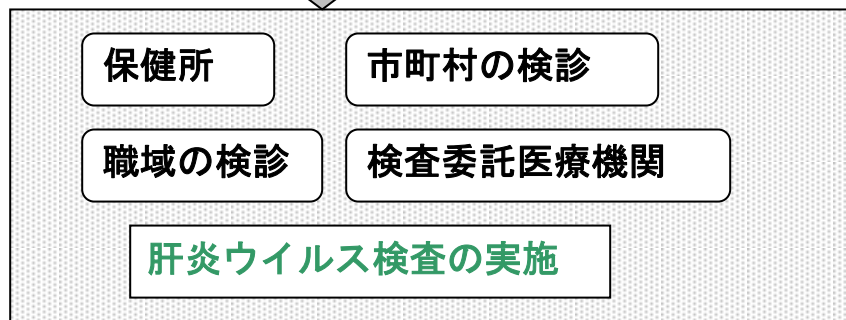 保健所
市町村の検診
職域の検診
検査委託医療機関
肝炎ウイルス検査の実施